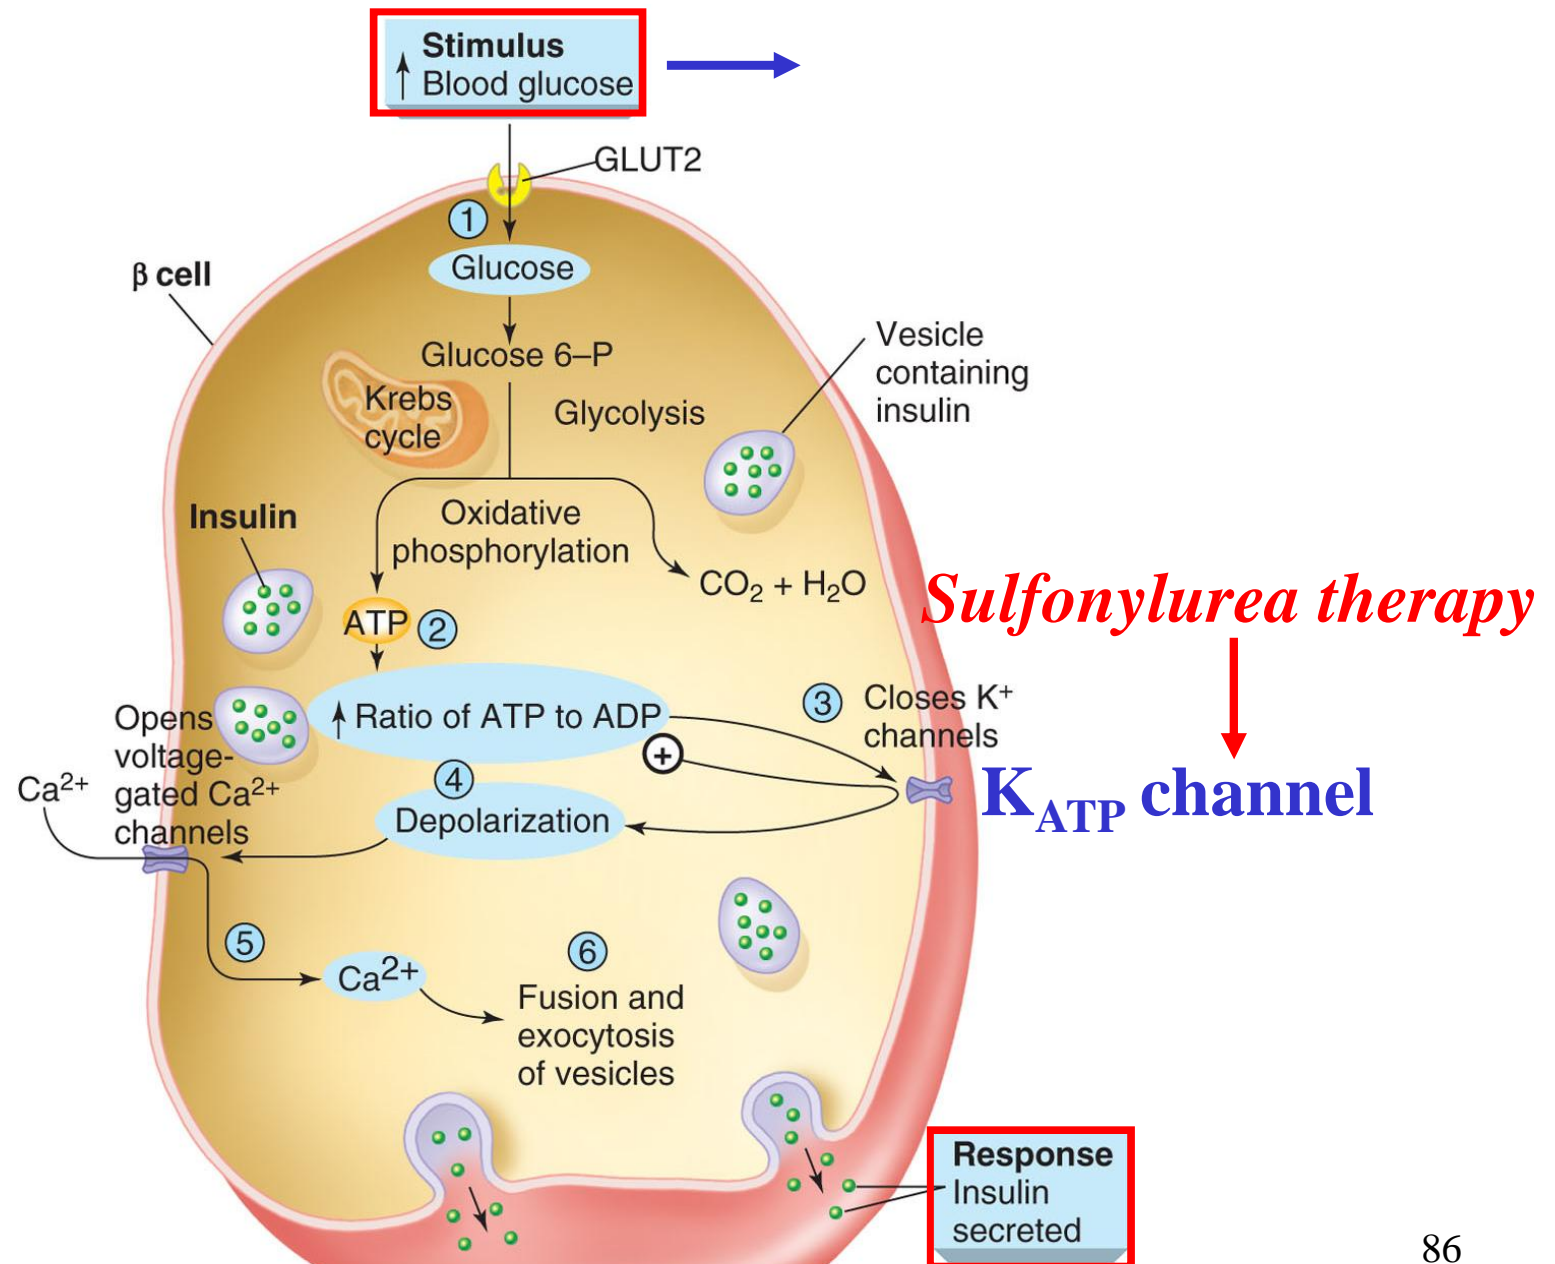 Stimulus
↑ Blood glucose
GLUT2
1
Glucose
β cell
Glucose 6–P
Vesicle
containing
insulin
Krebs
cycle
Glycolysis
Insulin
Oxidative
phosphorylation
CO₂ + H₂O
Sulfonylurea therapy
ATP
2
↑ Ratio of ATP to ADP
3
Closes K⁺
channels
+
K_ATP channel
Opens
voltage-
gated Ca²⁺
channels
Ca²⁺
4
Depolarization
5
Ca²⁺
6
Fusion and
exocytosis
of vesicles
Response
Insulin
secreted
86